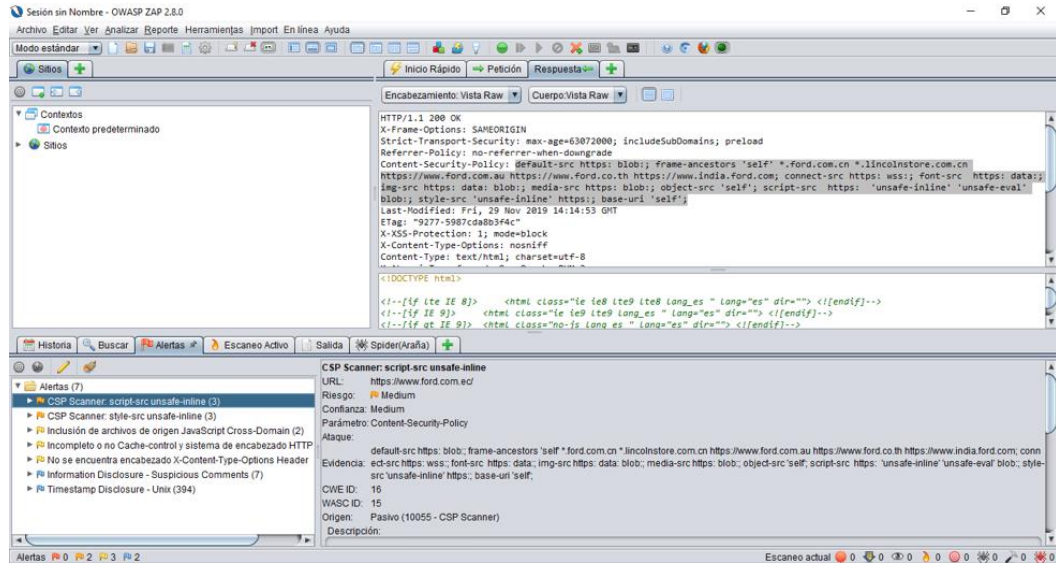 Sesión sin Nombre - OWASP ZAP 2.8.0
Archivo Editar Ver Analizar Reporte Herramientas Import En línea Ayuda
Modo estándar
Sitios
Inicio Rápido
Petición
Respuesta
Encabezamiento: Vista Raw
Cuerpo:Vista Raw
Contextos
Contexto predeterminado
Sitios
HTTP/1.1 200 OK
X-Frame-Options: SAMEORIGIN
Strict-Transport-Security: max-age=63072000; includeSubDomains; preload
Referrer-Policy: no-referrer-when-downgrade
Content-Security-Policy: default-src https: blob:; frame-ancestors 'self' *.ford.com.cn *.lincolnstore.com.cn
https://www.ford.com.au https://www.ford.co.th https://www.india.ford.com; connect-src https: wss:; font-src https: data:;
img-src https: data: blob:; media-src https: blob:; object-src 'self'; script-src https: 'unsafe-inline' 'unsafe-eval'
blob:; style-src 'unsafe-inline' https:; base-uri 'self';
Last-Modified: Fri, 29 Nov 2019 14:14:53 GMT
ETag: "9277-5987cda8b3f4c"
X-XSS-Protection: 1; mode=block
X-Content-Type-Options: nosniff
Content-Type: text/html; charset=utf-8
<!DOCTYPE html>
<!--[if lte IE 8]> <html class="ie ie8 lte9 lte8 lang_es " lang="es" dir=""> <![endif]-->
<!--[if IE 9]> <html class="ie ie9 lte9 lang_es " lang="es" dir=""> <![endif]-->
<!--[if gt IE 9]> <html class="no-js lang_es " lang="es" dir=""> <![endif]-->
Historia
Buscar
Alertas
Escaneo Activo
Salida
Spider(Araña)
Alertas (7)
CSP Scanner: script-src unsafe-inline (3)
CSP Scanner: style-src unsafe-inline (3)
Inclusión de archivos de origen JavaScript Cross-Domain (2)
Incompleto o no Cache-control y sistema de encabezado HTTP
No se encuentra encabezado X-Content-Type-Options Header
Information Disclosure - Suspicious Comments (7)
Timestamp Disclosure - Unix (394)
CSP Scanner: script-src unsafe-inline
URL: https://www.ford.com.ec/
Riesgo: Medium
Confianza: Medium
Parámetro: Content-Security-Policy
Ataque:
default-src https: blob:; frame-ancestors 'self' *.ford.com.cn *.lincolnstore.com.cn https://www.ford.com.au https://www.ford.co.th https://www.india.ford.com; conn
Evidencia: ect-src https: wss:; font-src https: data:; img-src https: data: blob:; media-src https: blob:; object-src 'self'; script-src https: 'unsafe-inline' 'unsafe-eval' blob:; style-
src 'unsafe-inline' https:; base-uri 'self';
CWE ID: 16
WASC ID: 15
Origen: Pasivo (10055 - CSP Scanner)
Descripción:
Alertas 0 2 3 2
Escaneo actual 0 0 0 0 0 0 0 0